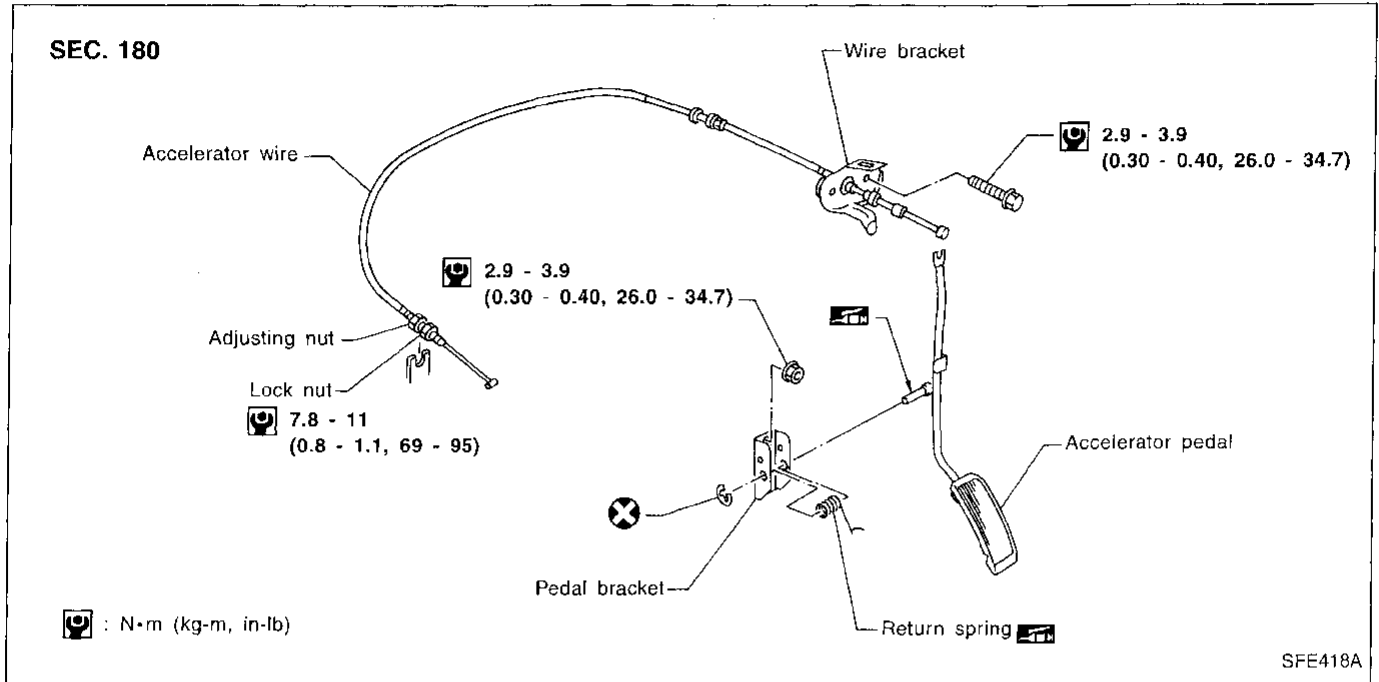 SEC. 180
Wire bracket
2.9 - 3.9
(0.30 - 0.40, 26.0 - 34.7)
Accelerator wire
2.9 - 3.9
(0.30 - 0.40, 26.0 - 34.7)
Adjusting nut
Lock nut
7.8 - 11
(0.8 - 1.1, 69 - 95)
Accelerator pedal
Pedal bracket
Return spring
: N•m (kg-m, in-lb)
SFE418A